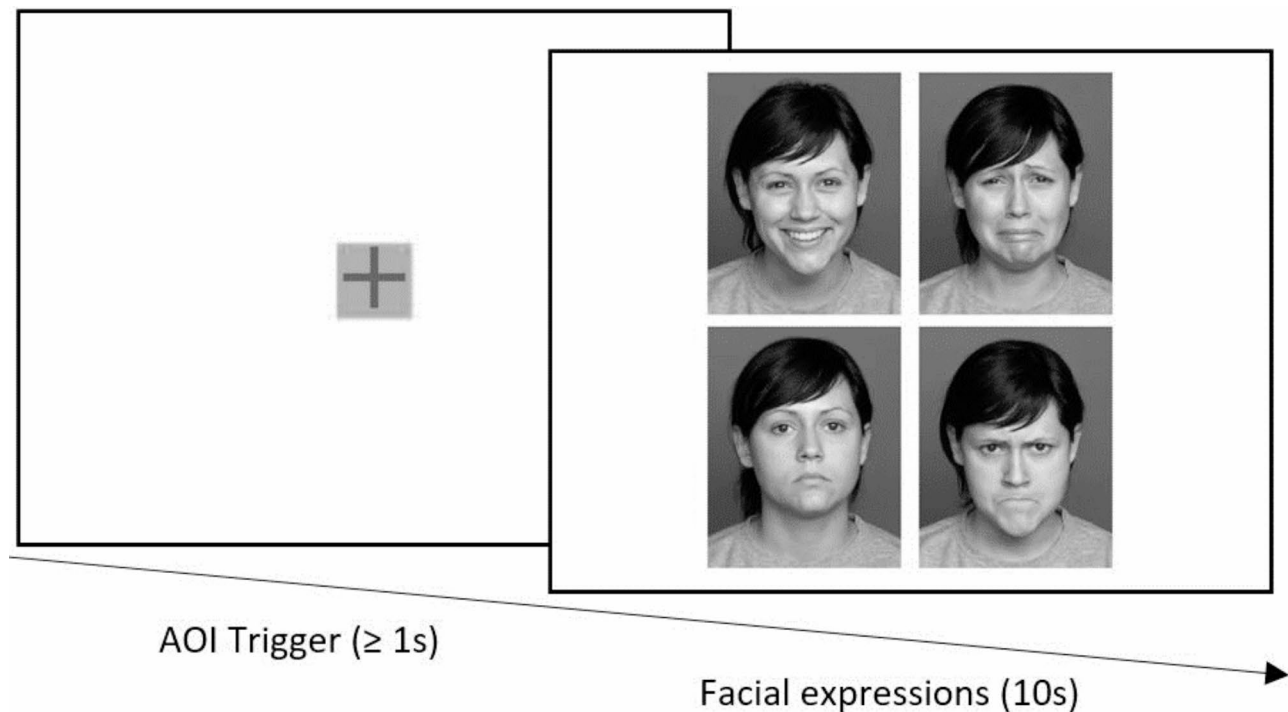 AOI Trigger (≥ 1s)
Facial expressions (10s)